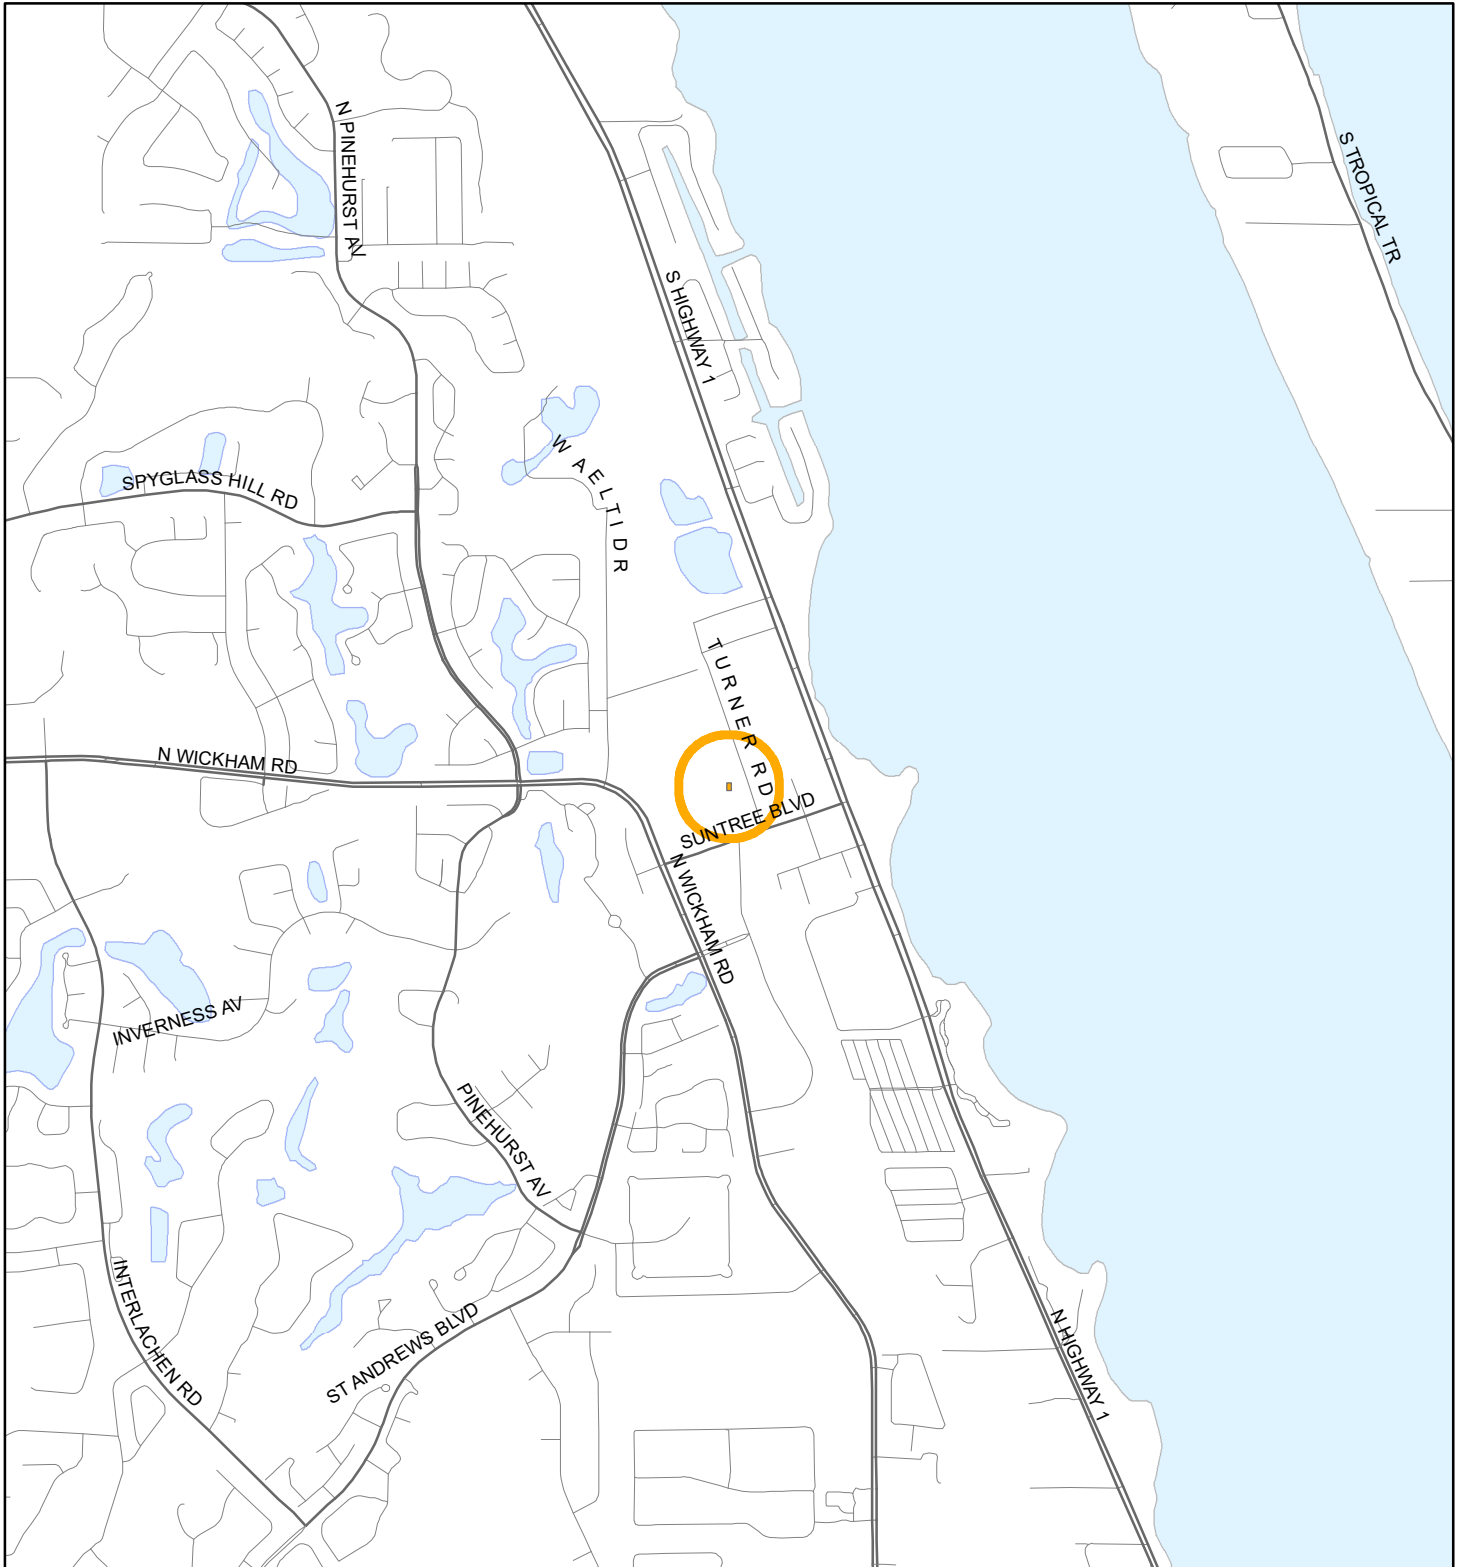 N PINEHURST AV
S TROPICAL TR
S HIGHWAY 1
W AELTI DR
SPYGLASS HILL RD
TURNER RD
N WICKHAM RD
SUNTREE BLVD
N WICKHAM RD
INVERNESS AV
PINEHURST AV
INTERLACHEN RD
ST ANDREWS BLVD
N HIGHWAY 1